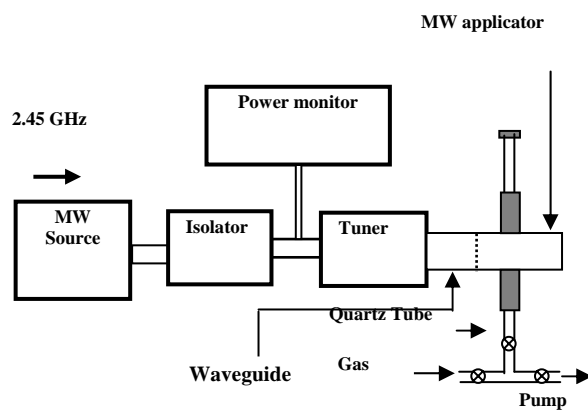 MW applicator
Power monitor
2.45 GHz
MW
Source
Isolator
Tuner
Quartz Tube
Waveguide
Gas
Pump